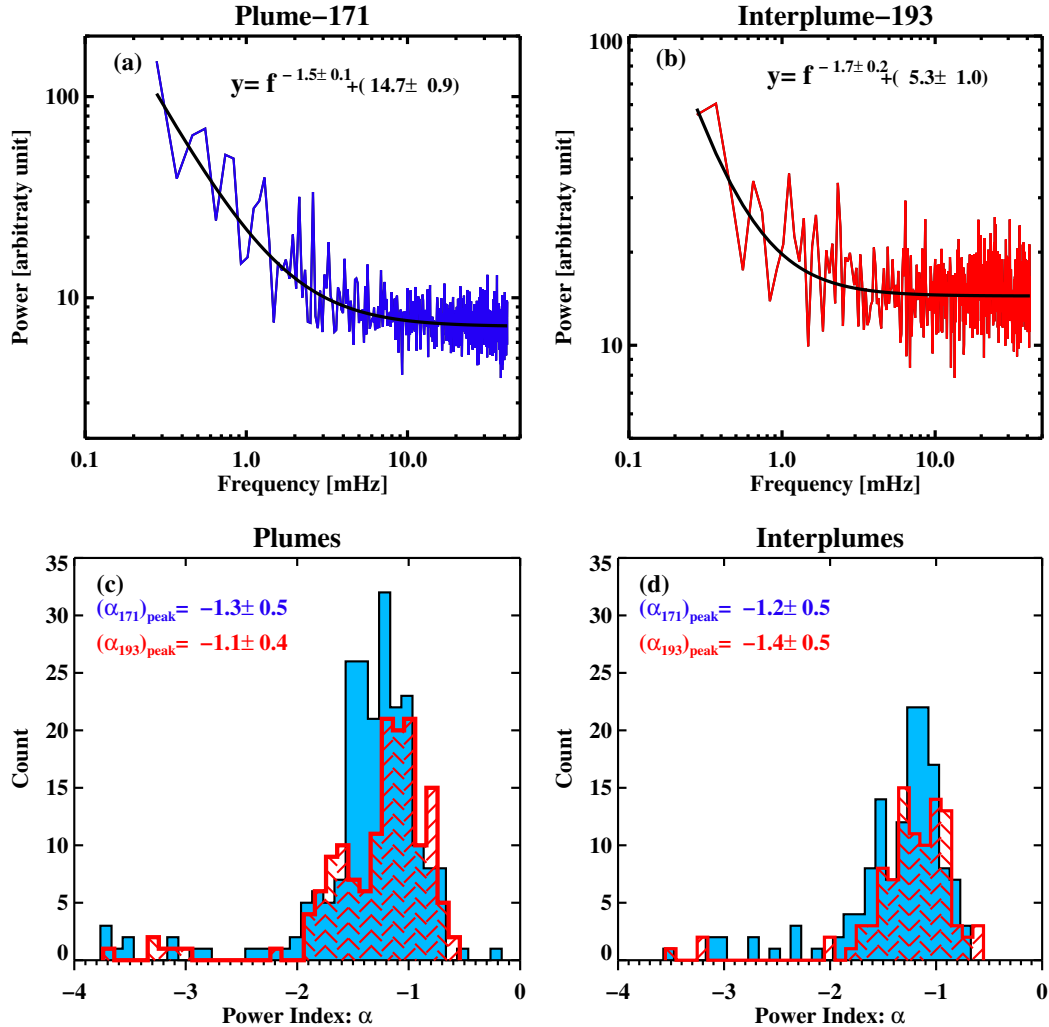 Plume−171
Interplume−193
(a)
y= f − 1.5± 0.1 +( 14.7± 0.9)
100
10
Power [arbitraty unit]
0.1 1.0 10.0
Frequency [mHz]
(b)
y= f − 1.7± 0.2 +( 5.3± 1.0)
100
10
Power [arbitraty unit]
0.1 1.0 10.0
Frequency [mHz]
Plumes
(c)
(α171)peak= −1.3± 0.5
(α193)peak= −1.1± 0.4
35
30
25
20
15
10
5
0
Count
−4 −3 −2 −1 0
Power Index: α
Interplumes
(d)
(α171)peak= −1.2± 0.5
(α193)peak= −1.4± 0.5
35
30
25
20
15
10
5
0
Count
−4 −3 −2 −1 0
Power Index: α